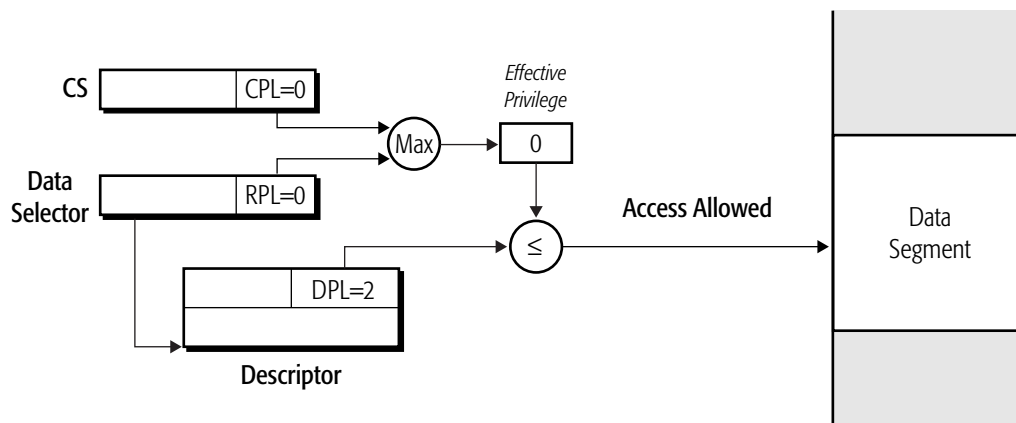 Effective
Privilege
CS
CPL=0
Max
0
Data
Selector
RPL=0
Access Allowed
Data
Segment
≤
DPL=2
Descriptor